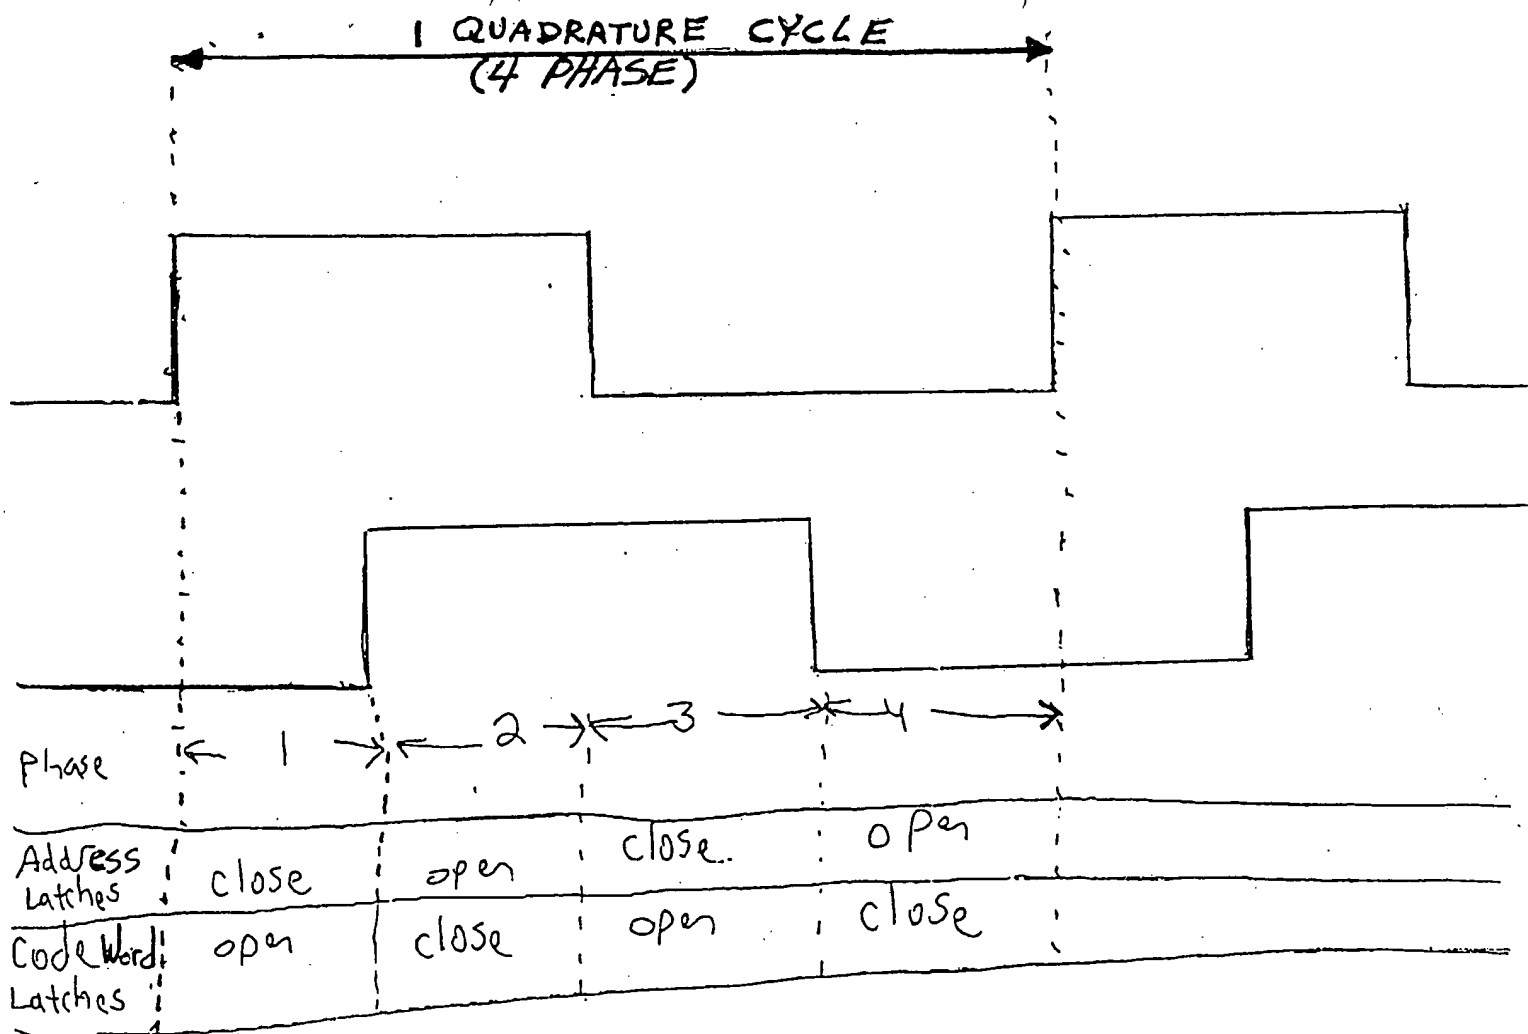 1 QUADRATURE CYCLE
(4 PHASE)
phase 1 2 3 4
Address Latches close open close open
Code Word Latches open close open close